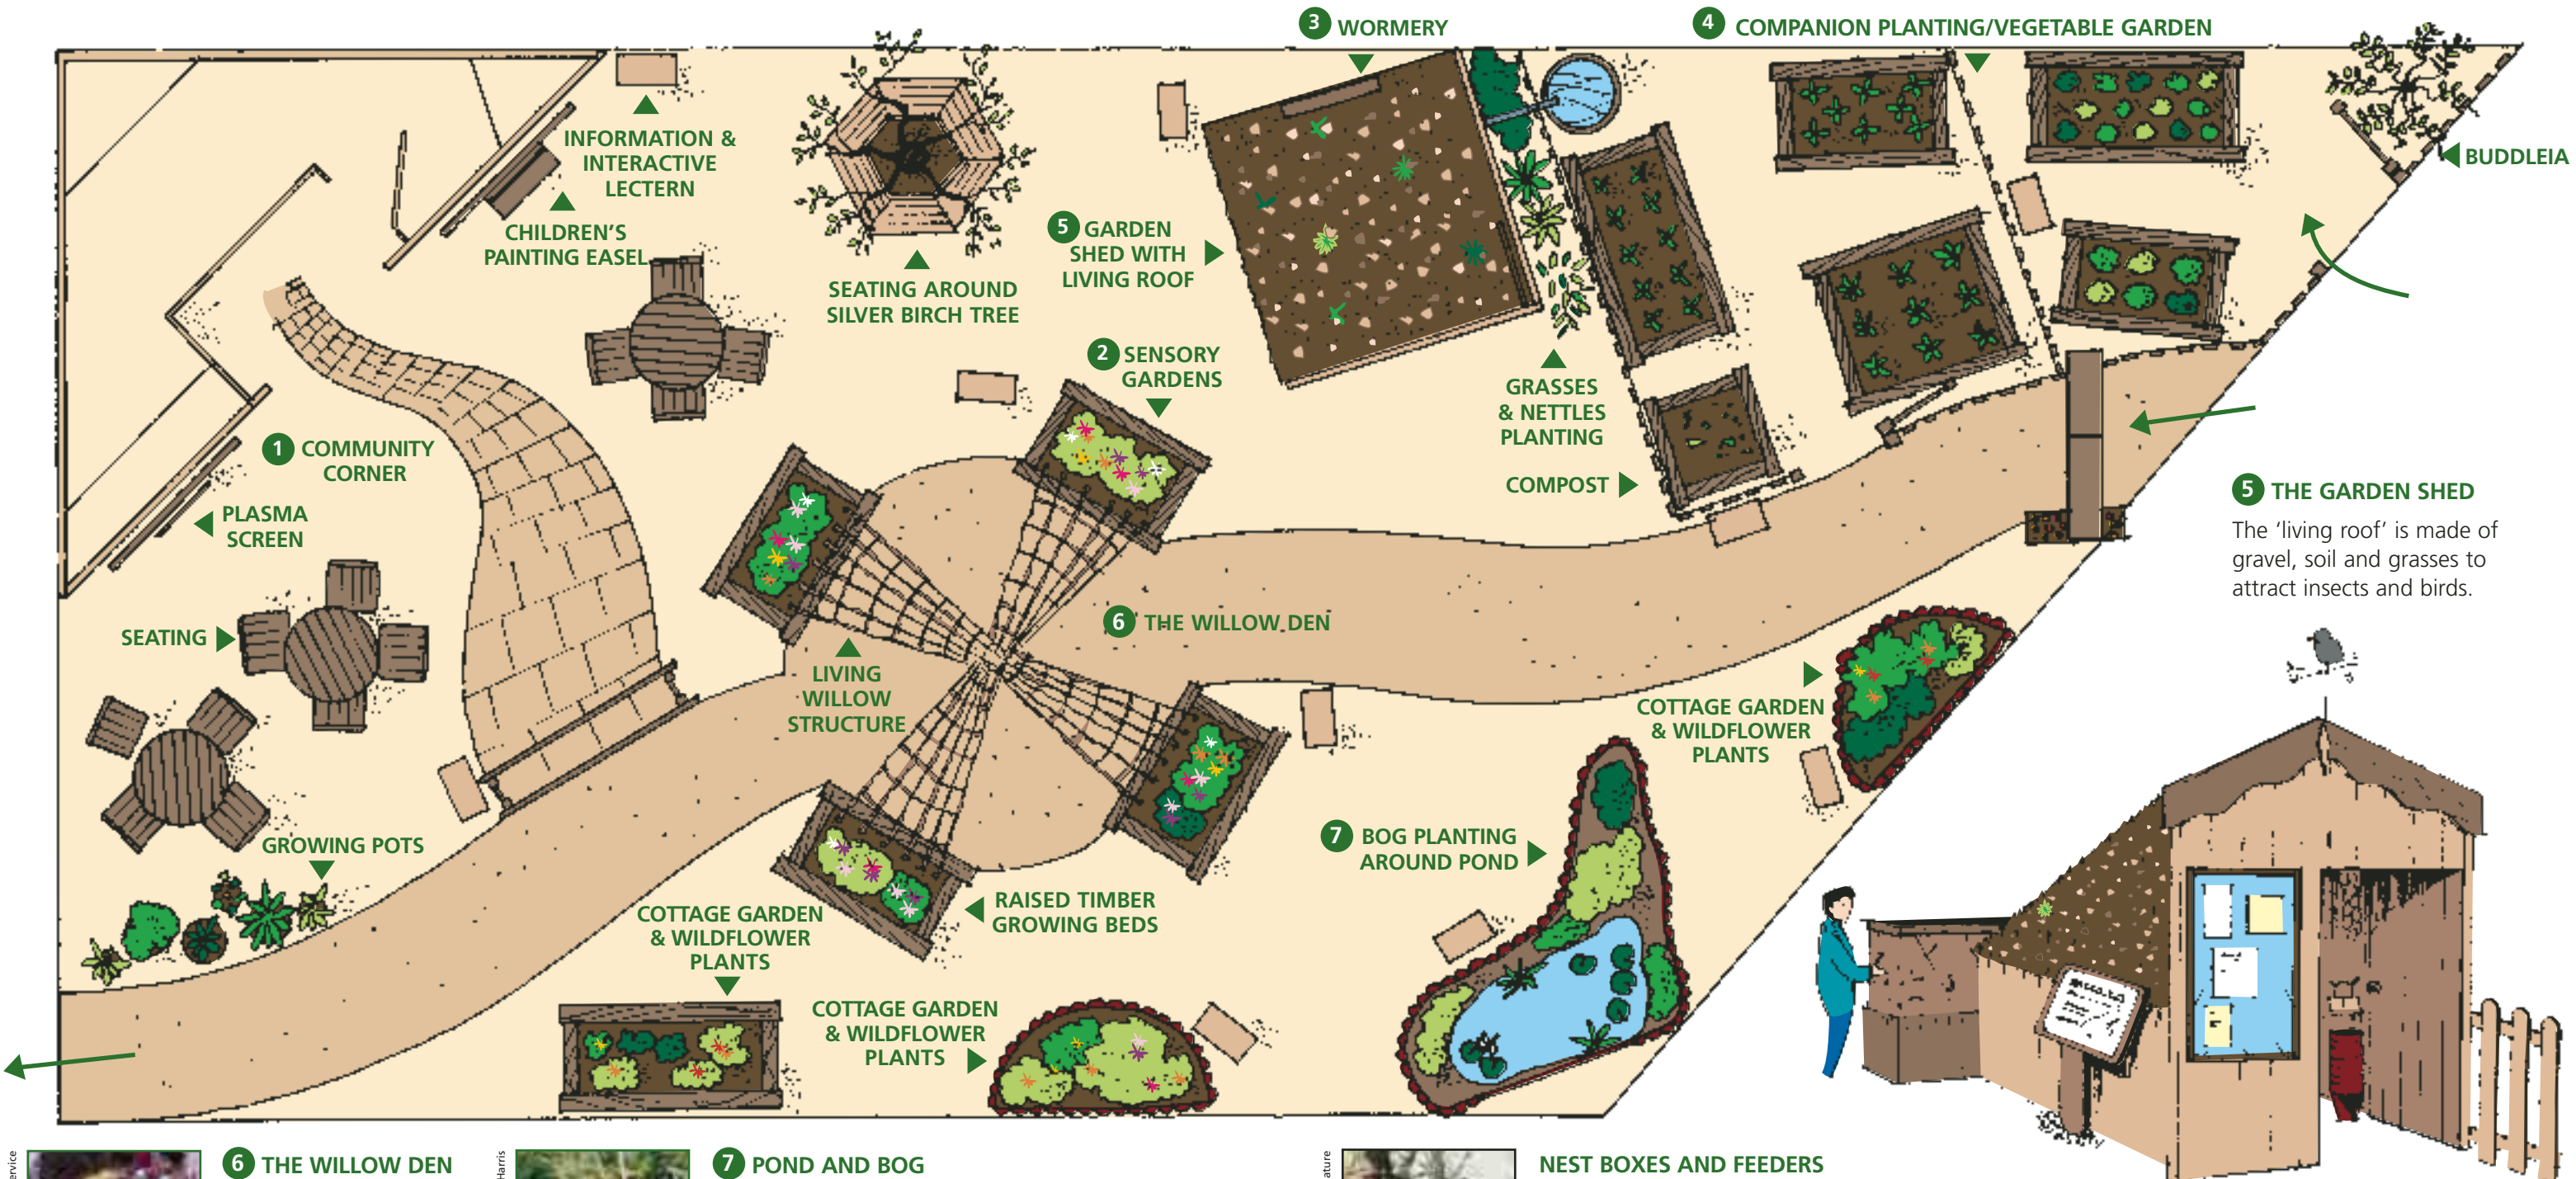 3 WORMERY
4 COMPANION PLANTING/VEGETABLE GARDEN
INFORMATION &
INTERACTIVE
LECTERN
CHILDREN'S
PAINTING EASEL
SEATING AROUND
SILVER BIRCH TREE
5 GARDEN
SHED WITH
LIVING ROOF
BUDDLEIA
2 SENSORY
GARDENS
GRASSES
& NETTLES
PLANTING
COMPOST
1 COMMUNITY
CORNER
PLASMA
SCREEN
SEATING
LIVING
WILLOW
STRUCTURE
6 THE WILLOW DEN
5 THE GARDEN SHED
The ‘living roof’ is made of
gravel, soil and grasses to
attract insects and birds.
COTTAGE GARDEN
& WILDFLOWER
PLANTS
7 BOG PLANTING
AROUND POND
GROWING POTS
RAISED TIMBER
GROWING BEDS
COTTAGE GARDEN
& WILDFLOWER
PLANTS
COTTAGE GARDEN
& WILDFLOWER
PLANTS
6 THE WILLOW DEN
Harris
7 POND AND BOG
NEST BOXES AND FEEDERS